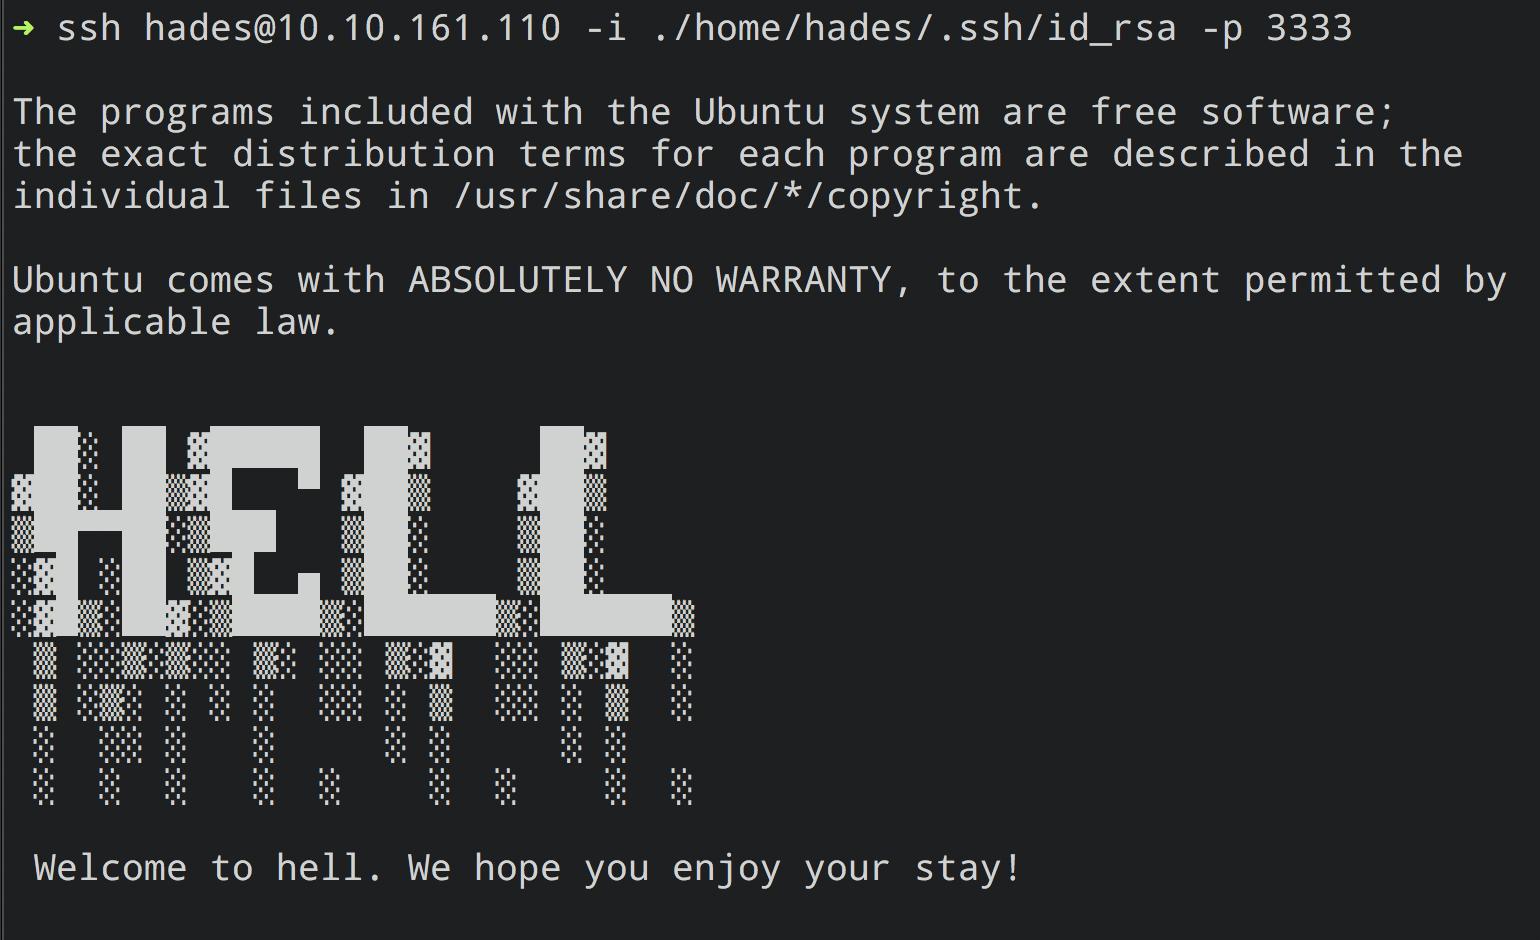 ➜ ssh hades@10.10.161.110 -i ./home/hades/.ssh/id_rsa -p 3333
The programs included with the Ubuntu system are free software;
the exact distribution terms for each program are described in the
individual files in /usr/share/doc/*/copyright.
Ubuntu comes with ABSOLUTELY NO WARRANTY, to the extent permitted by
applicable law.
HELL
Welcome to hell. We hope you enjoy your stay!